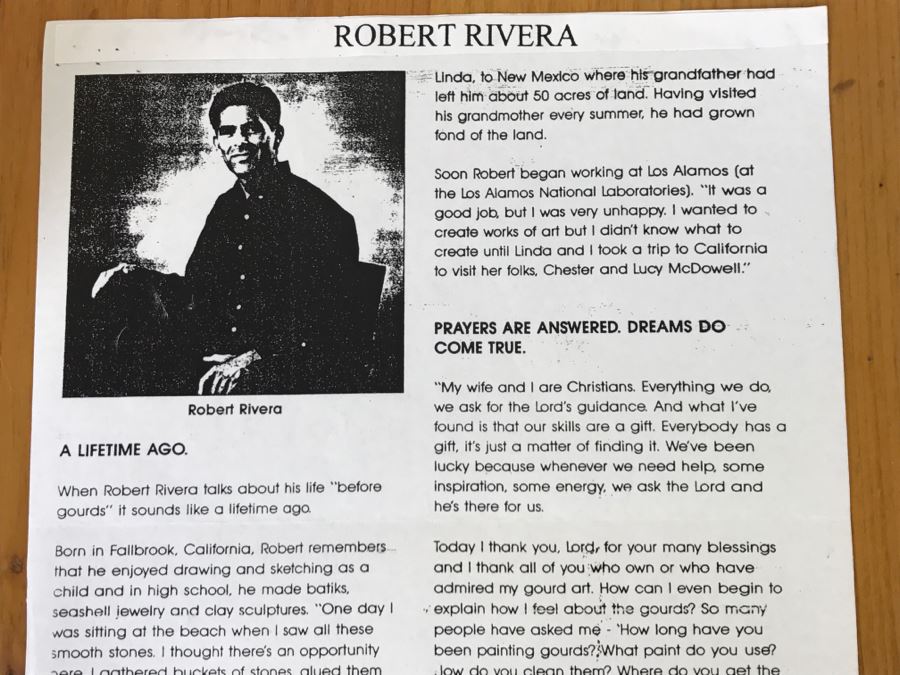 ROBERT RIVERA
Robert Rivera
A LIFETIME AGO.
When Robert Rivera talks about his life "before
gourds" it sounds like a lifetime ago.
Born in Fallbrook, California, Robert remembers
that he enjoyed drawing and sketching as a
child and in high school, he made batiks,
seashell jewelry and clay sculptures. "One day I
was sitting at the beach when I saw all these
smooth stones. I thought there's an opportunity
here. I gathered buckets of stones, glued them
Linda, to New Mexico where his grandfather had
left him about 50 acres of land. Having visited
his grandmother every summer, he had grown
fond of the land.
Soon Robert began working at Los Alamos (at
the Los Alamos National Laboratories). "It was a
good job, but I was very unhappy. I wanted to
create works of art but I didn't know what to
create until Linda and I took a trip to California
to visit her folks, Chester and Lucy McDowell."
PRAYERS ARE ANSWERED. DREAMS DO
COME TRUE.
"My wife and I are Christians. Everything we do,
we ask for the Lord's guidance. And what I've
found is that our skills are a gift. Everybody has a
gift, it's just a matter of finding it. We've been
lucky because whenever we need help, some
inspiration, some energy, we ask the Lord and
he's there for us.
Today I thank you, Lord, for your many blessings
and I thank all of you who own or who have
admired my gourd art. How can I even begin to
explain how I feel about the gourds? So many
people have asked me - 'How long have you
been painting gourds? What paint do you use?
How do you clean them? Where do you get the